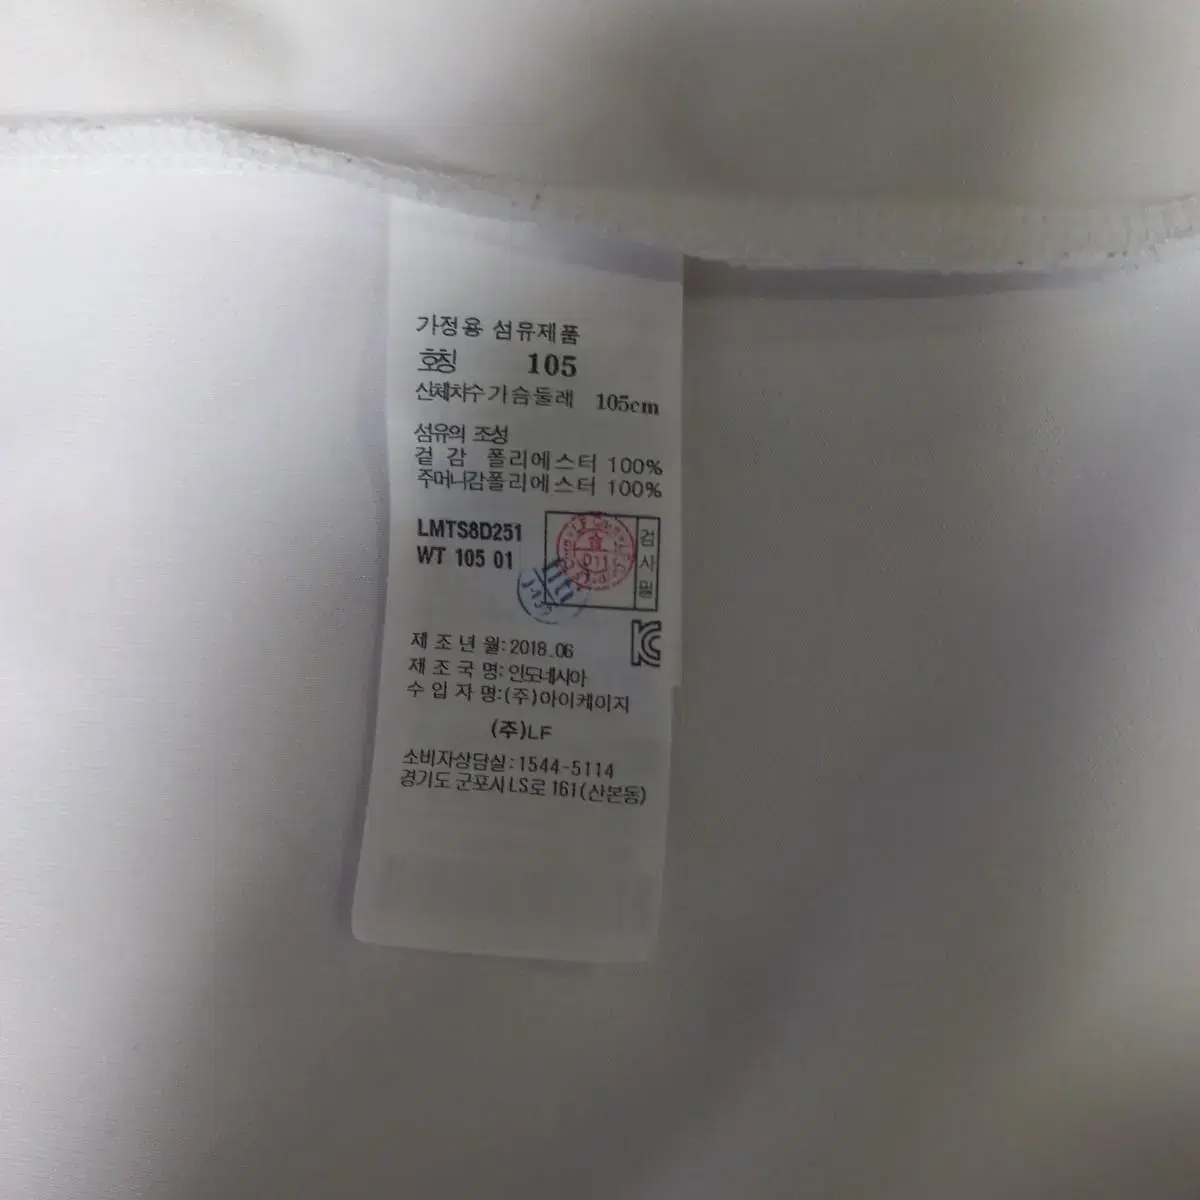 가정용 섬유제품
호칭 105
신체치수 가슴둘레 105cm
섬유의 조성
겉 감 폴리에스터 100%
주머니감 폴리에스터 100%
LMTS8D251
WT 105 01
검사필
제 조 년 월: 2018.06
제 조 국 명: 인도네시아
수 입 자 명:(주)아이케이지
(주)LF
소비자상담실:1544-5114
경기도 군포시 LS로 161(산본동)